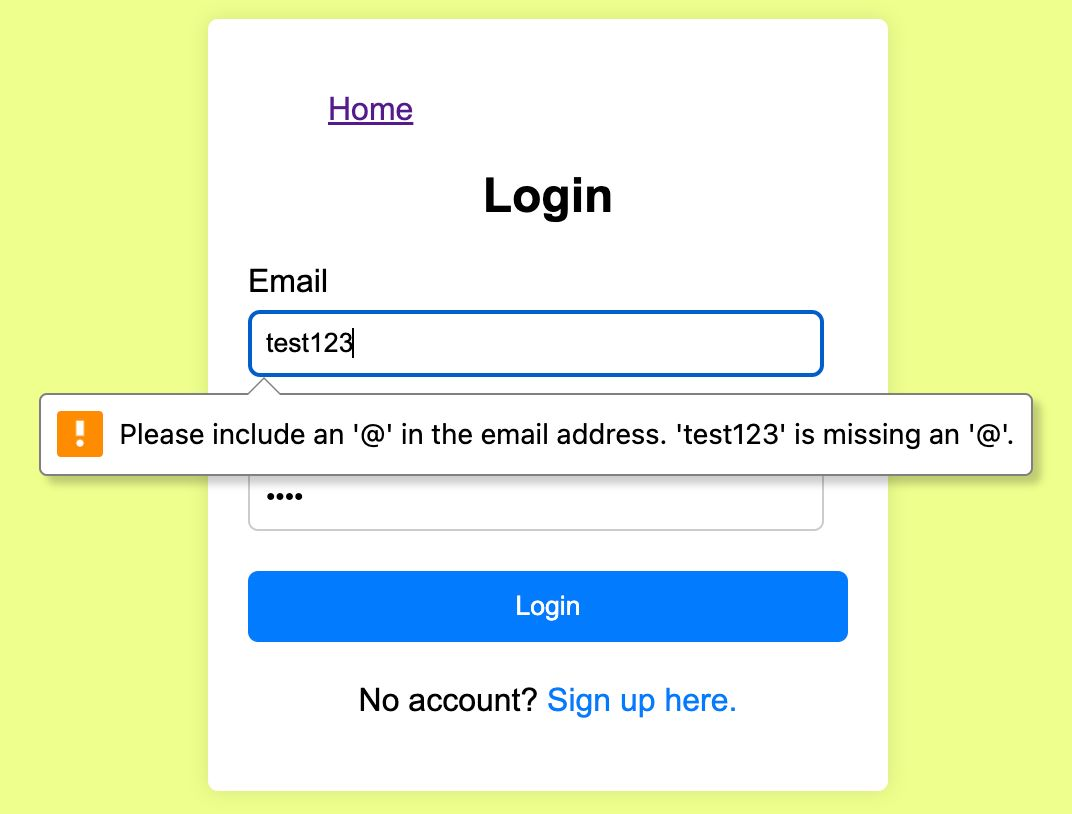 Home
Login
Email
test123
Please include an '@' in the email address. 'test123' is missing an '@'.
••••
Login
No account? Sign up here.